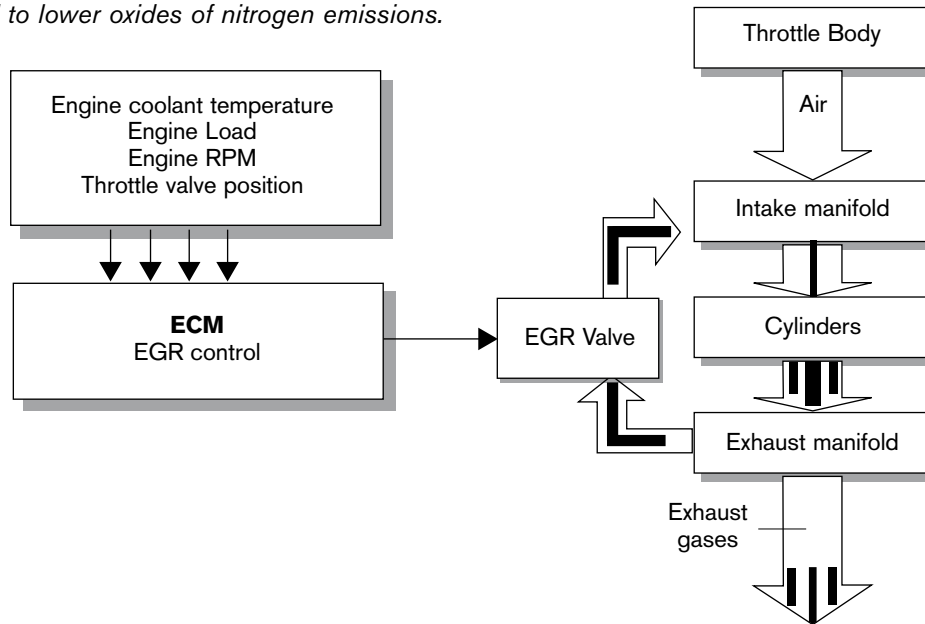 to lower oxides of nitrogen emissions.
Engine coolant temperature
Engine Load
Engine RPM
Throttle valve position
ECM
EGR control
EGR Valve
Throttle Body
Air
Intake manifold
Cylinders
Exhaust manifold
Exhaust
gases